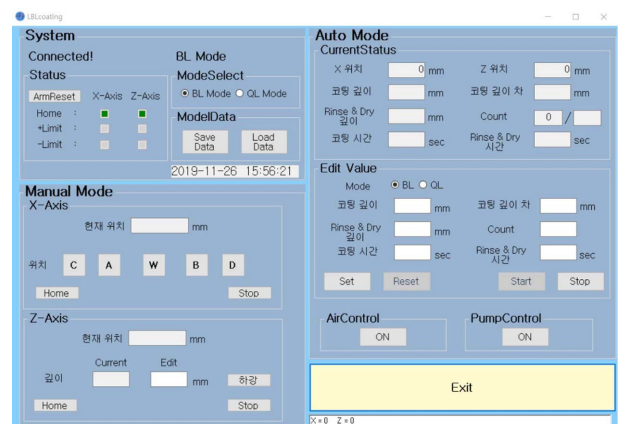 LBLcoating
System
Connected!
BL Mode
Status
ArmReset X-Axis Z-Axis
Home :
+Limit :
-Limit :
ModeSelect
BL Mode QL Mode
ModelData
Save Data
Load Data
2019-11-26 15:56:21
Manual Mode
X-Axis
현재 위치 mm
위치 C A W B D
Home Stop
Z-Axis
현재 위치 mm
Current Edit
깊이 mm 하강
Home Stop
Auto Mode
CurrentStatus
X 위치 0 mm Z 위치 0 mm
코팅 깊이 mm 코팅 깊이 차 mm
Rinse & Dry 깊이 mm Count 0 /
코팅 시간 sec Rinse & Dry 시간 sec
Edit Value
Mode BL QL
코팅 깊이 mm 코팅 깊이 차 mm
Rinse & Dry 깊이 mm Count
코팅 시간 sec Rinse & Dry 시간 sec
Set Reset Start Stop
AirControl
ON
PumpControl
ON
Exit
X=0 Z=0